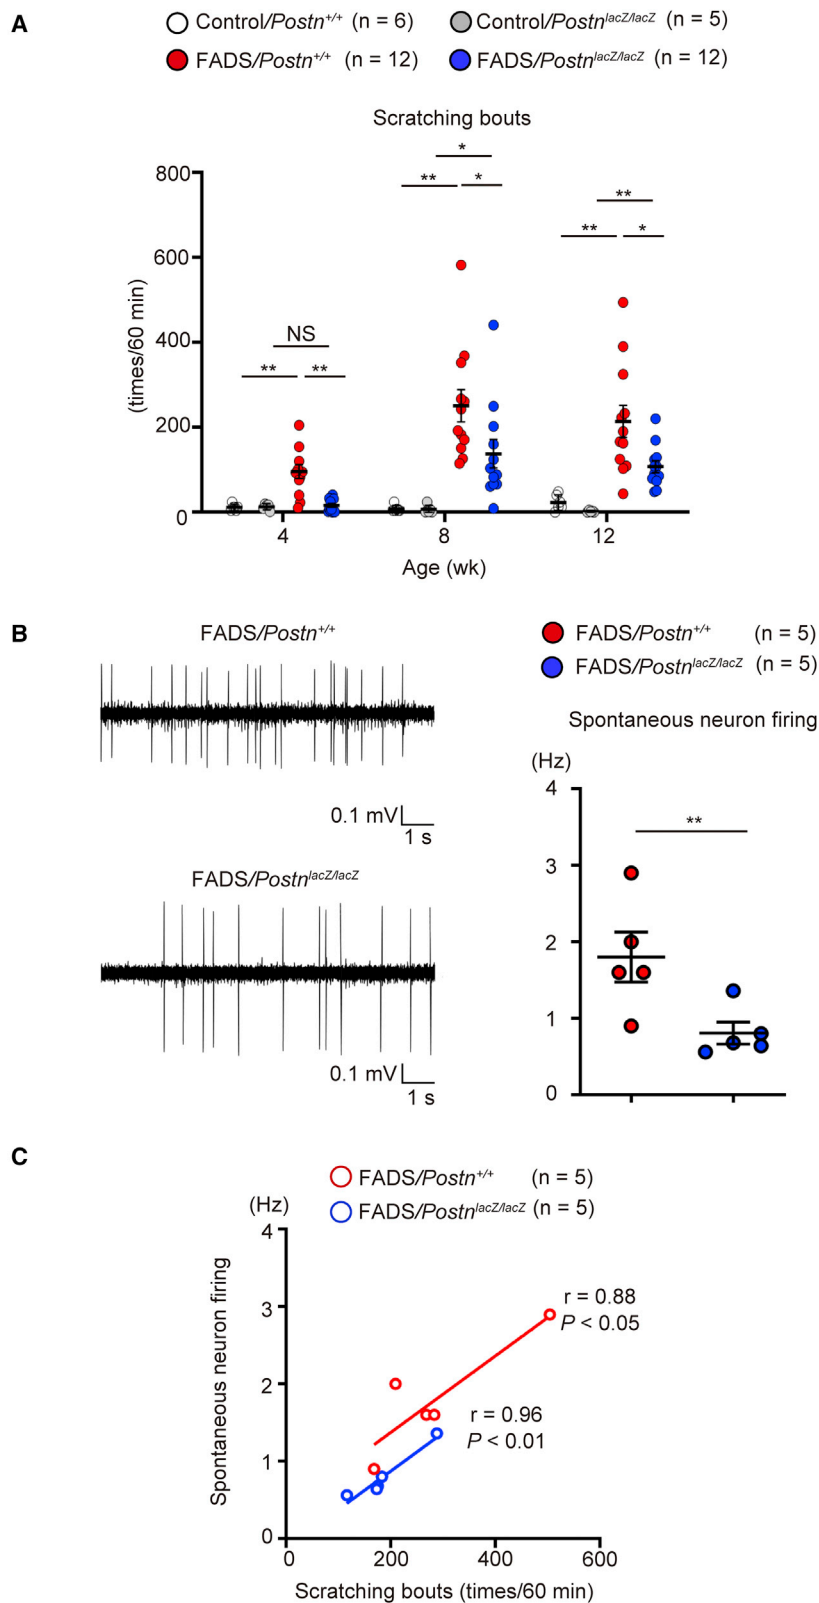 A
Control/Postn+/+ (n = 6) Control/PostnlacZ/lacZ (n = 5)
FADS/Postn+/+ (n = 12) FADS/PostnlacZ/lacZ (n = 12)
Scratching bouts
(times/60 min)
800
600
400
200
0
NS
** **
*
** *
**
** *
4 8 12
Age (wk)
B
FADS/Postn+/+
0.1 mV
1 s
FADS/PostnlacZ/lacZ
0.1 mV
1 s
FADS/Postn+/+ (n = 5)
FADS/PostnlacZ/lacZ (n = 5)
Spontaneous neuron firing
(Hz)
4
3
2
1
0
**
C
FADS/Postn+/+ (n = 5)
FADS/PostnlacZ/lacZ (n = 5)
(Hz)
Spontaneous neuron firing
4
3
2
1
0
r = 0.88
P < 0.05
r = 0.96
P < 0.01
0 200 400 600
Scratching bouts (times/60 min)